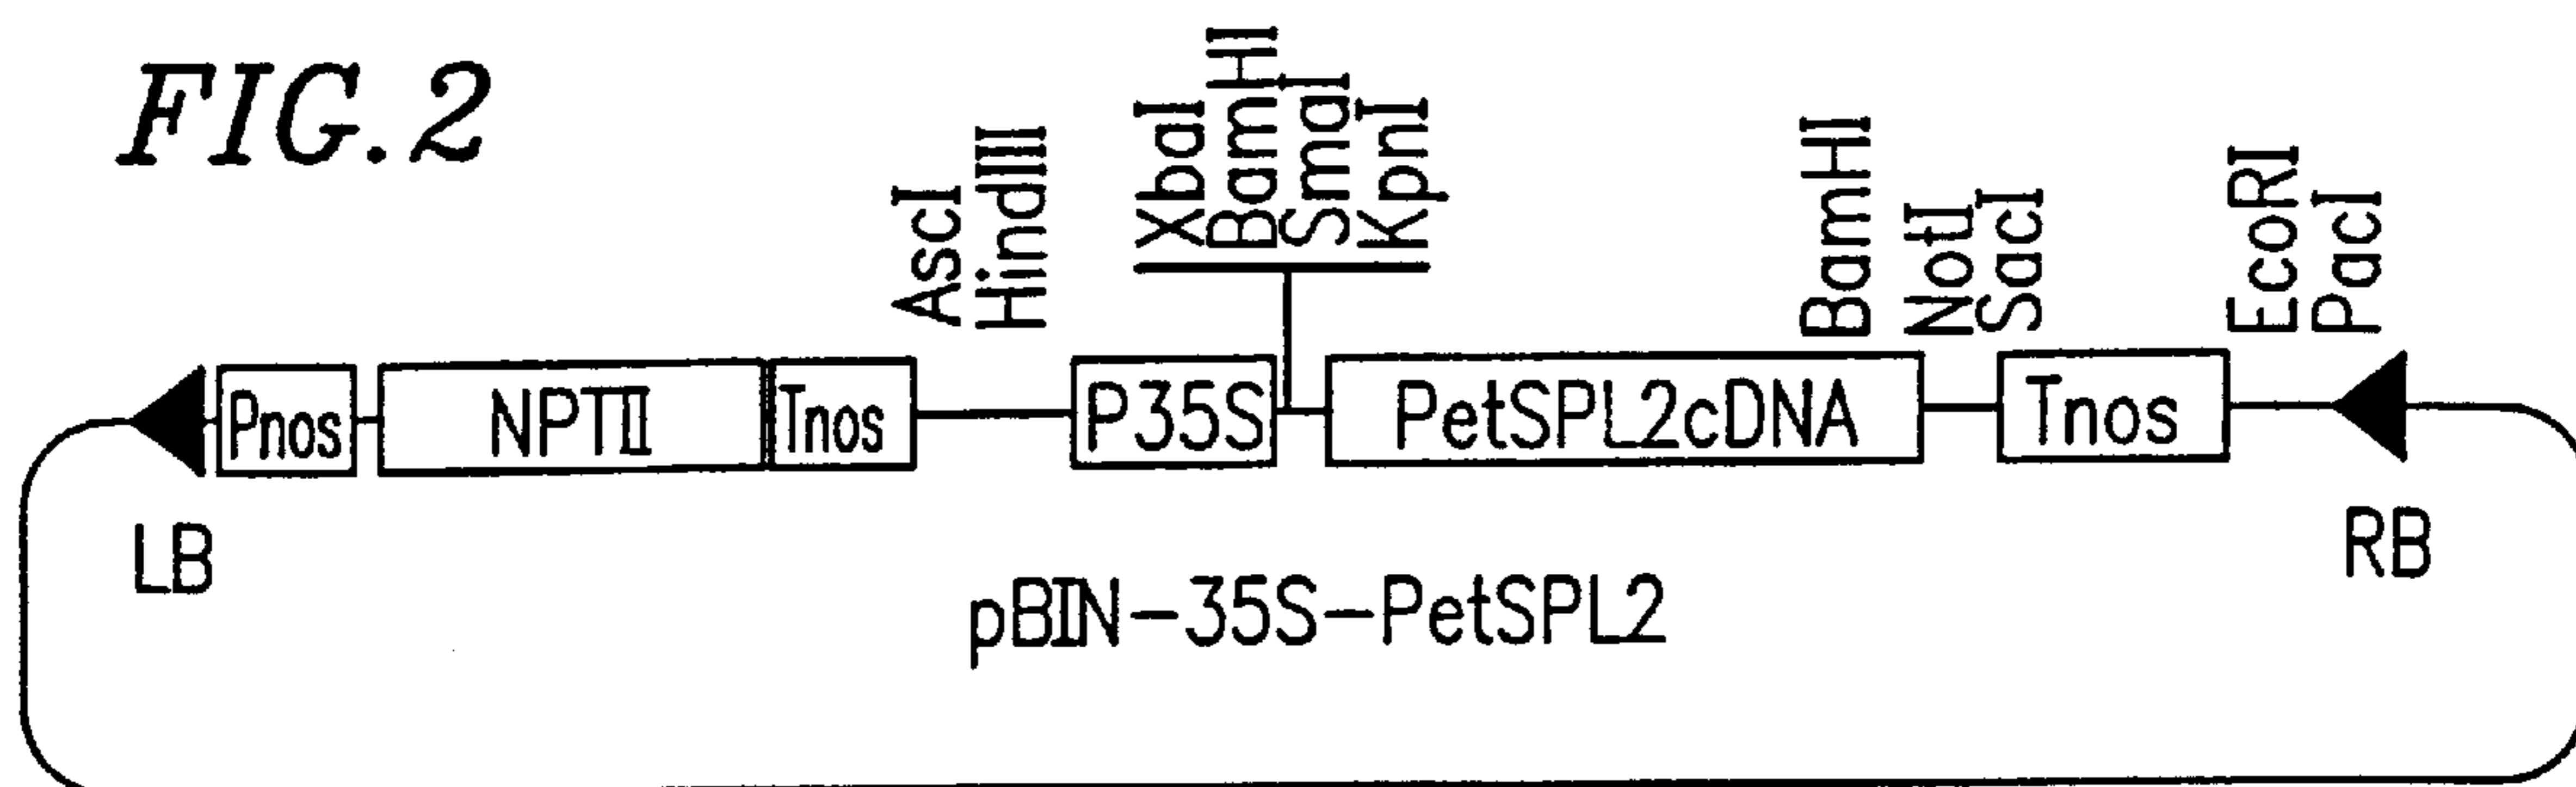 FIG.2
AscI
HindIII
XbaI
BamHI
SmaI
KpnI
BamHI
NotI
SacI
EcoRI
PacI
Pnos
NPTII
Tnos
P35S
PetSPL2cDNA
Tnos
LB
RB
pBIN-35S-PetSPL2